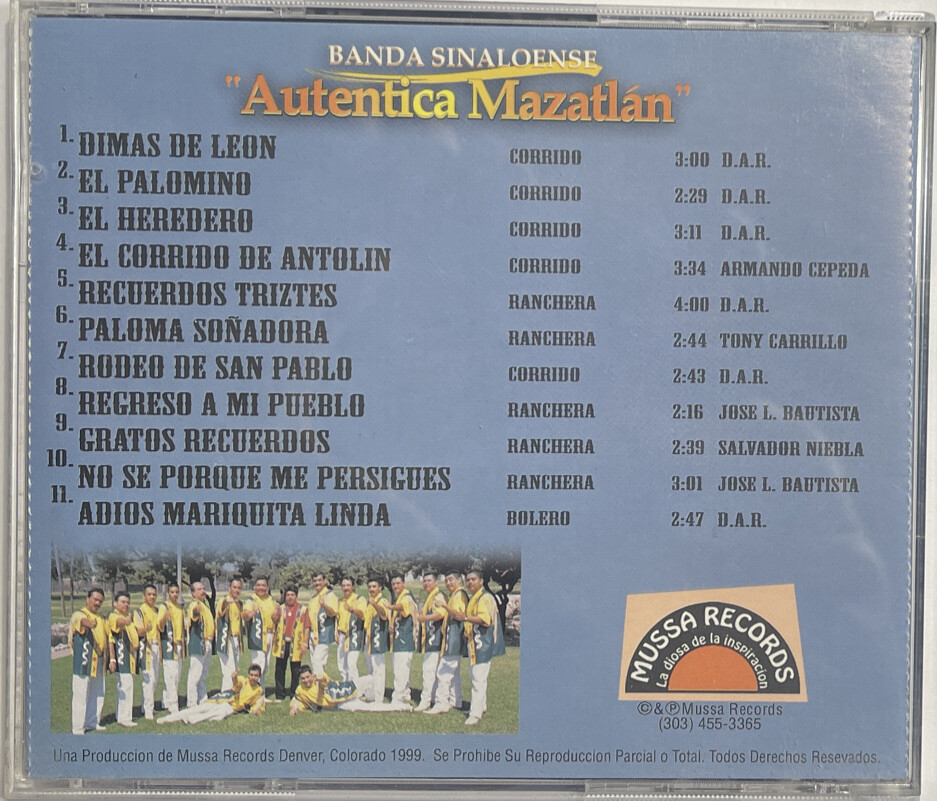 BANDA SINALOENSE
"Autentica Mazatlán"
1. DIMAS DE LEON CORRIDO 3:00 D.A.R.
2. EL PALOMINO CORRIDO 2:29 D.A.R.
3. EL HEREDERO CORRIDO 3:11 D.A.R.
4. EL CORRIDO DE ANTOLIN CORRIDO 3:34 ARMANDO CEPEDA
5. RECUERDOS TRIZTES RANCHERA 4:00 D.A.R.
6. PALOMA SOÑADORA RANCHERA 2:44 TONY CARRILLO
7. RODEO DE SAN PABLO CORRIDO 2:43 D.A.R.
8. REGRESO A MI PUEBLO RANCHERA 2:16 JOSE L. BAUTISTA
9. GRATOS RECUERDOS RANCHERA 2:39 SALVADOR NIEBLA
10. NO SE PORQUE ME PERSIGUES RANCHERA 3:01 JOSE L. BAUTISTA
11. ADIOS MARIQUITA LINDA BOLERO 2:47 D.A.R.
MUSSA RECORDS
La diosa de la inspiracion
©&℗Mussa Records
(303) 455-3365
Una Produccion de Mussa Records Denver, Colorado 1999. Se Prohibe Su Reproduccion Parcial o Total. Todos Derechos Resevados.